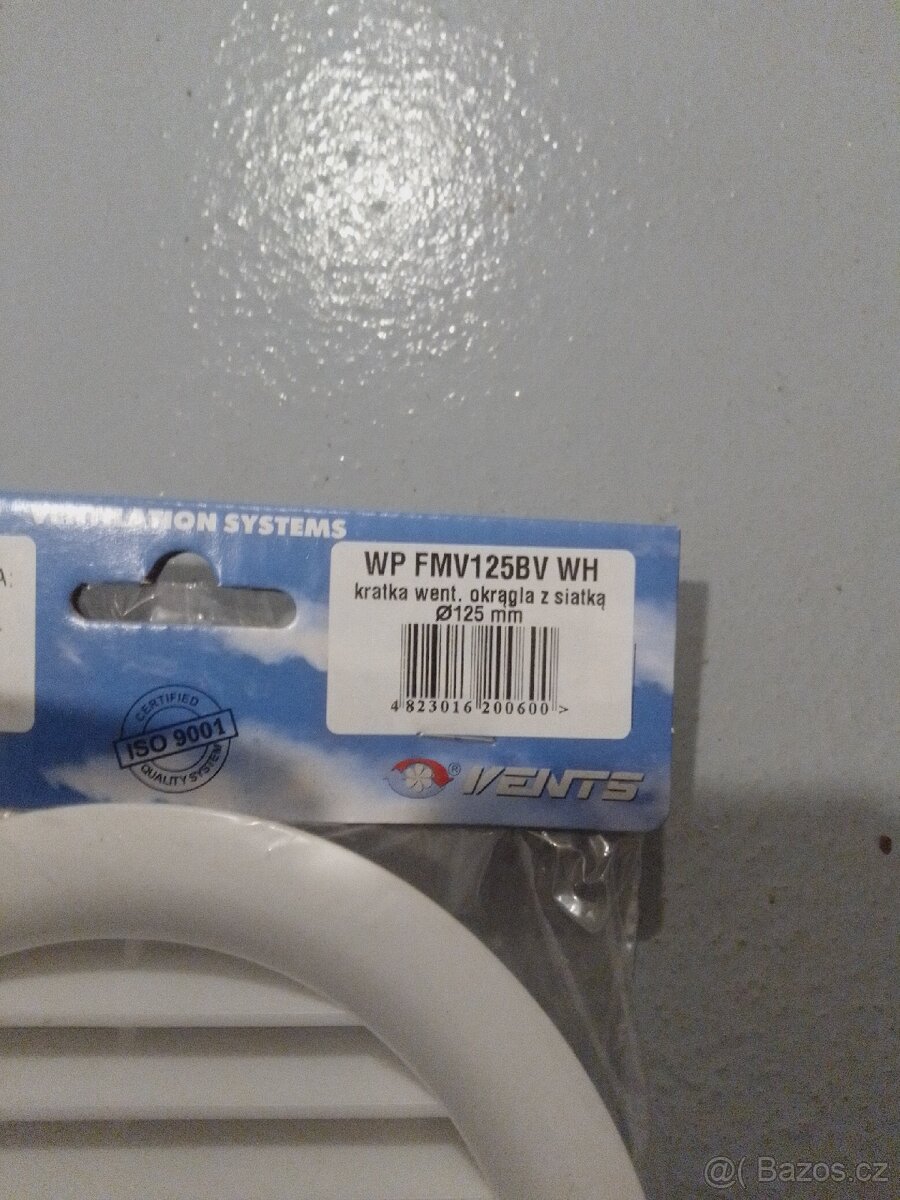 VENTILATION SYSTEMS
A:
WP FMV125BV WH
kratka went. okrągła z siatką
Ø125 mm
4 823016 200600 >
CERTIFIED
ISO 9001
QUALITY SYSTEM
® VENTS
@( Bazos.cz